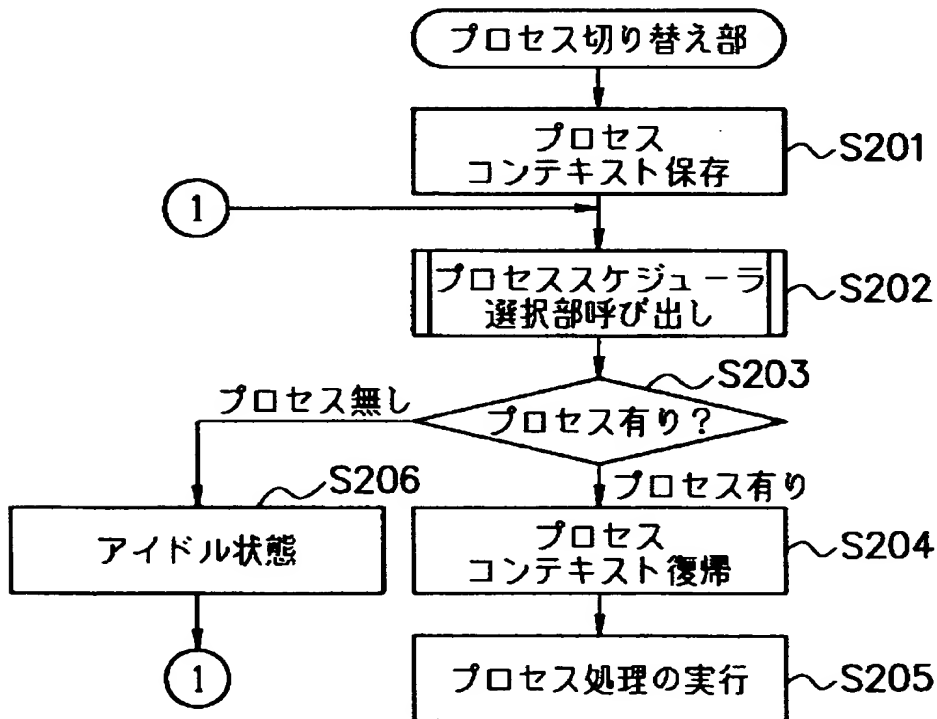 プロセス切り替え部
プロセス
コンテキスト保存
S201
1
プロセススケジューラ
選択部呼び出し
S202
S203
プロセス無し
プロセス有り？
S206
プロセス有り
アイドル状態
プロセス
コンテキスト復帰
S204
1
プロセス処理の実行
S205